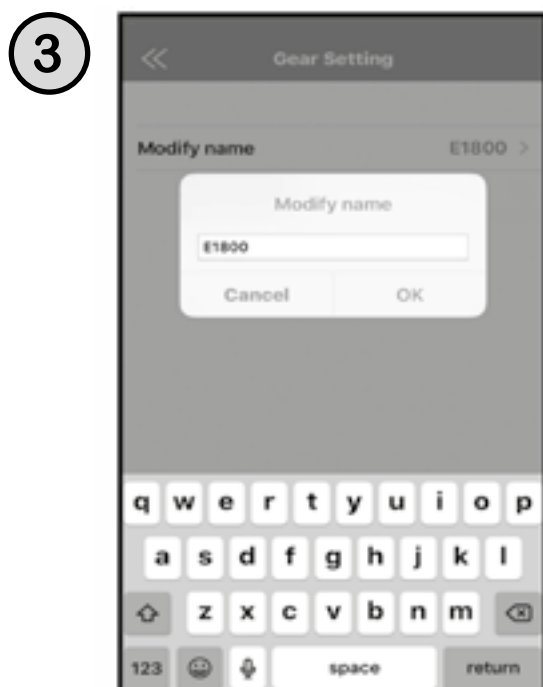 3
Gear Setting
Modify name E1800
Modify name
E1800
Cancel OK
q w e r t y u i o p
a s d f g h j k l
z x c v b n m
123 space return